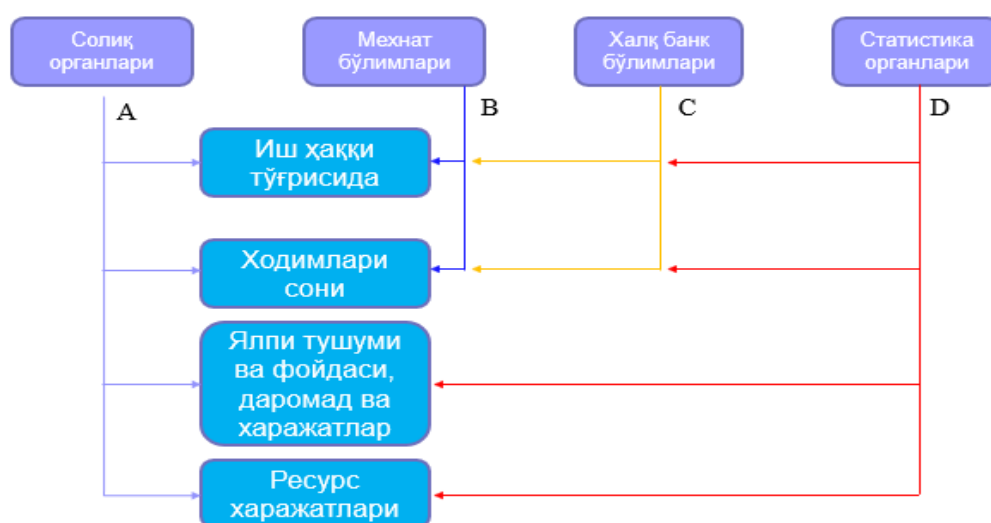 Солиқ
органлари
Мехнат
бўлимлари
Халқ банк
бўлимлари
Статистика
органлари
A
B
C
D
Иш ҳаққи
тўғрисида
Ходимлари
сони
Ялпи тушуми
ва фойдаси,
даромад ва
харажатлар
Ресурс
харажатлари